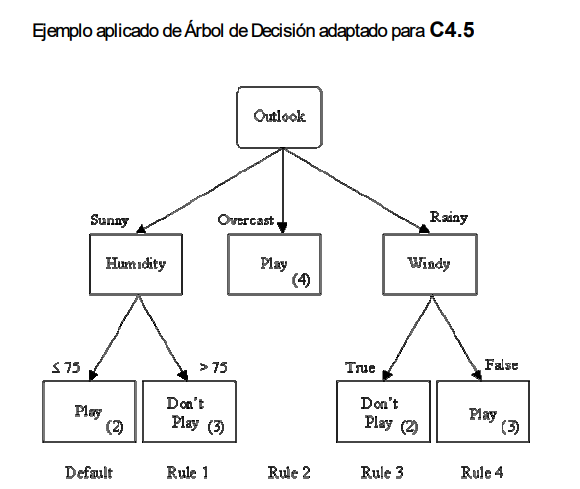 Ejemplo aplicado de Árbol de Decisión adaptado para C4.5
Outlook
Sunny Overcast Rainy
Humidity Play (4) Windy
≤ 75 > 75 True False
Play (2) Don't Play (3) Don't Play (2) Play (3)
Default Rule 1 Rule 2 Rule 3 Rule 4